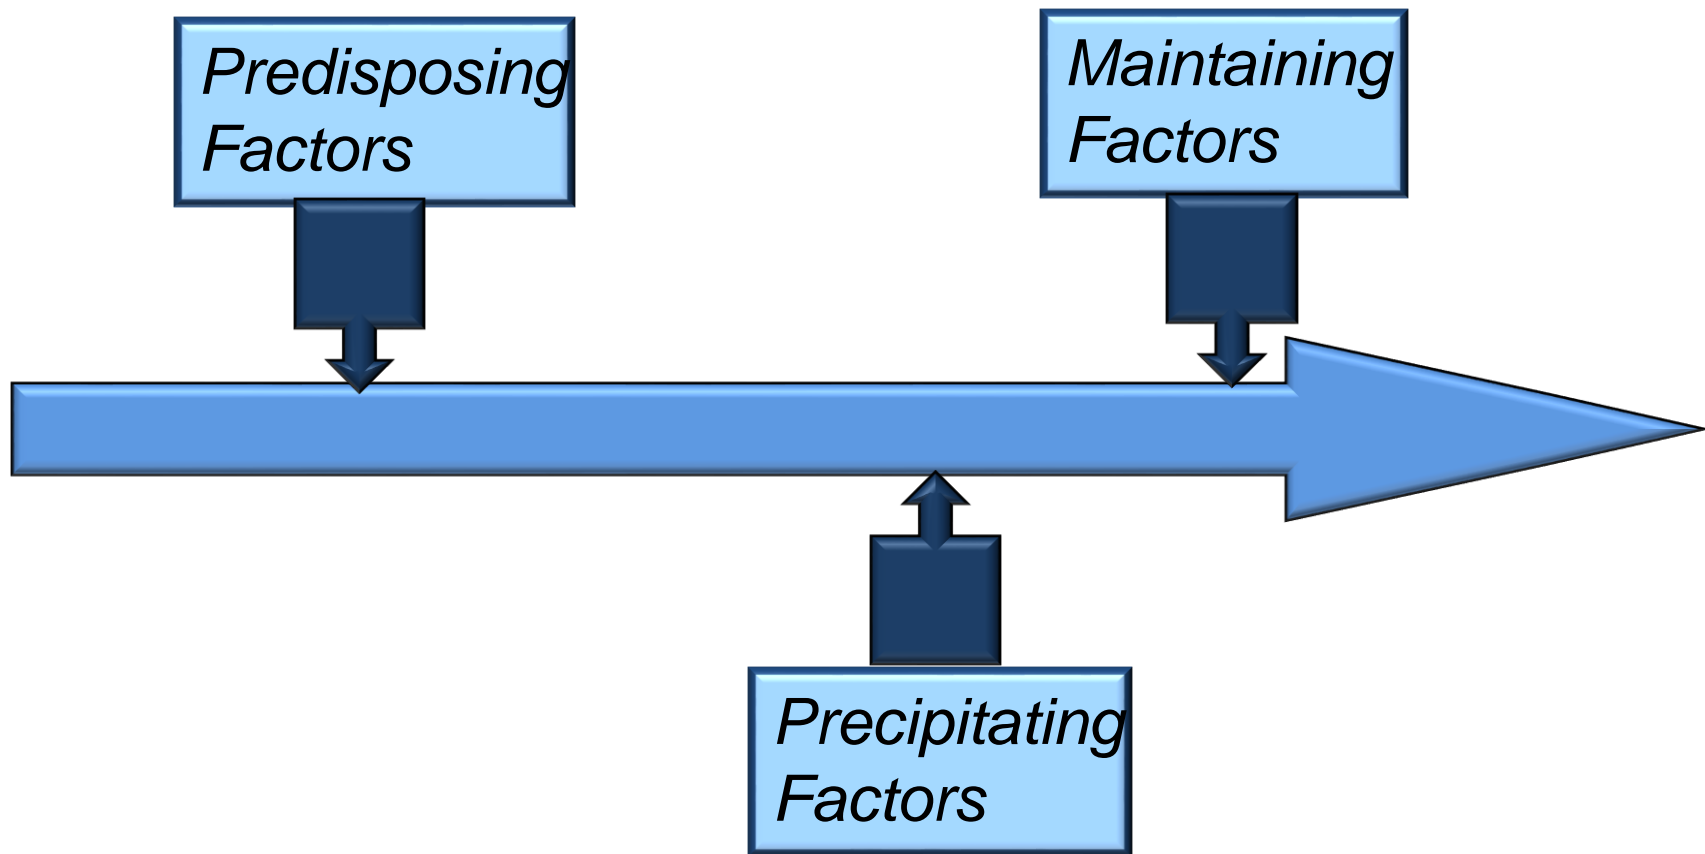 Predisposing
Factors
Maintaining
Factors
Precipitating
Factors